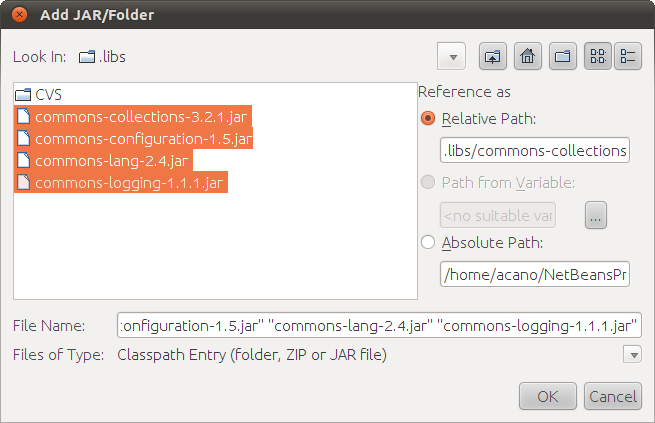 Add JAR/Folder
Look In: .libs
CVS
commons-collections-3.2.1.jar
commons-configuration-1.5.jar
commons-lang-2.4.jar
commons-logging-1.1.1.jar
Reference as
Relative Path:
.libs/commons-collections
Path from Variable:
<no suitable var
...
Absolute Path:
/home/acano/NetBeansPr
File Name: configuration-1.5.jar" "commons-lang-2.4.jar" "commons-logging-1.1.1.jar"
Files of Type: Classpath Entry (folder, ZIP or JAR file)
OK Cancel